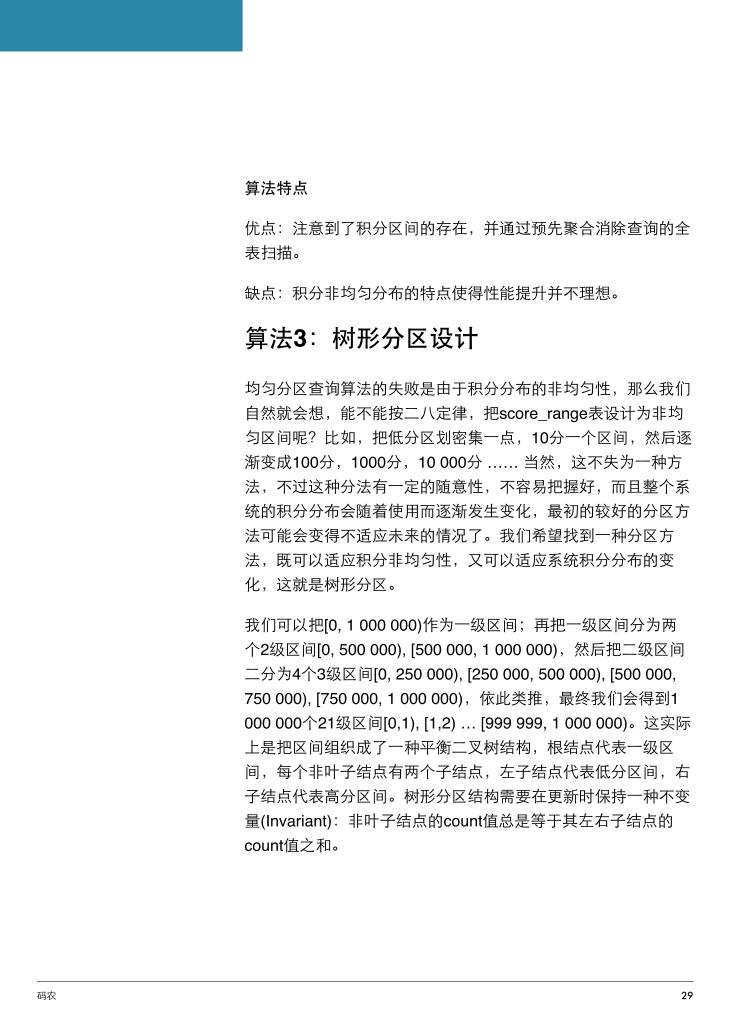 算法特点
优点：注意到了积分区间的存在，并通过预先聚合消除查询的全
表扫描。
缺点：积分非均匀分布的特点使得性能提升并不理想。
算法3：树形分区设计
均匀分区查询算法的失败是由于积分分布的非均匀性，那么我们
自然就会想，能不能按二八定律，把score_range表设计为非均
匀区间呢？比如，把低分区划密集一点，10分一个区间，然后逐
渐变成100分，1000分，10 000分 …… 当然，这不失为一种方
法，不过这种分法有一定的随意性，不容易把握好，而且整个系
统的积分分布会随着使用而逐渐发生变化，最初的较好的分区方
法可能会变得不适应未来的情况了。我们希望找到一种分区方
法，既可以适应积分非均匀性，又可以适应系统积分分布的变
化，这就是树形分区。
我们可以把[0, 1 000 000)作为一级区间；再把一级区间分为两
个2级区间[0, 500 000), [500 000, 1 000 000)，然后把二级区间
二分为4个3级区间[0, 250 000), [250 000, 500 000), [500 000,
750 000), [750 000, 1 000 000)，依此类推，最终我们会得到1
000 000个21级区间[0,1), [1,2) … [999 999, 1 000 000)。这实际
上是把区间组织成了一种平衡二叉树结构，根结点代表一级区
间，每个非叶子结点有两个子结点，左子结点代表低分区间，右
子结点代表高分区间。树形分区结构需要在更新时保持一种不变
量(Invariant)：非叶子结点的count值总是等于其左右子结点的
count值之和。
码农
29